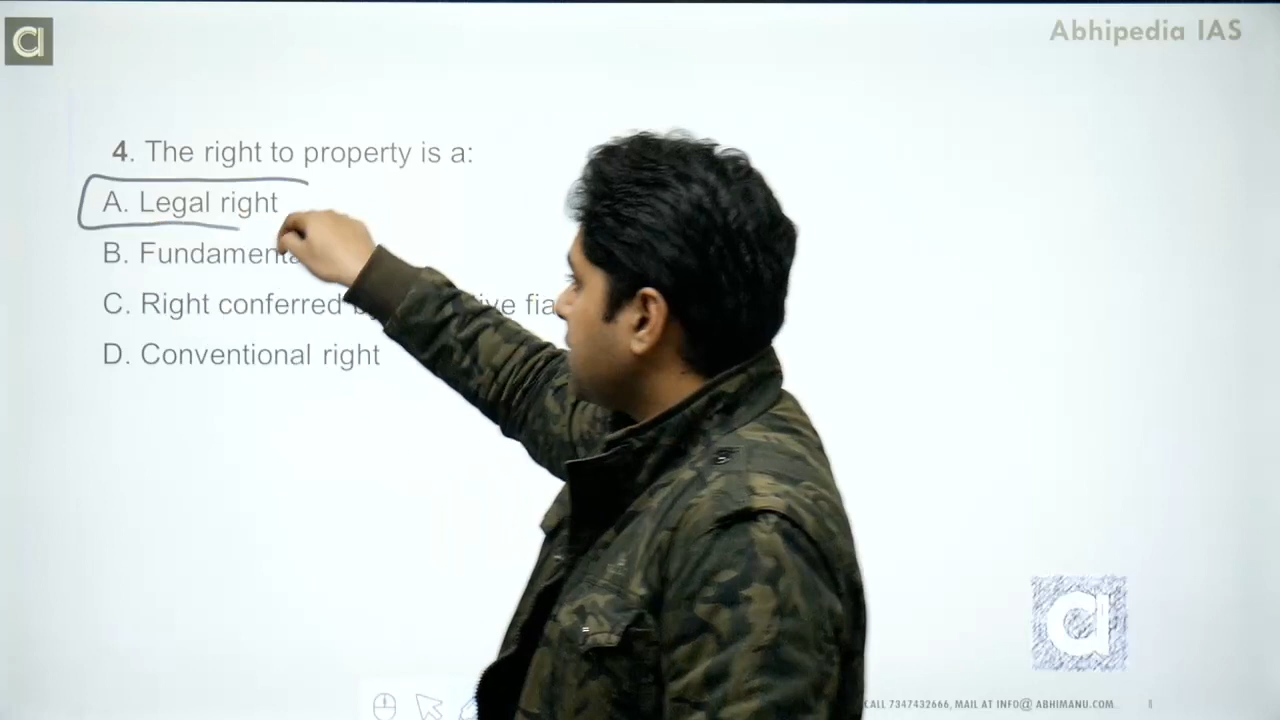 Abhipedia IAS
4. The right to property is a:
A. Legal right
B. Fundamenta
C. Right conferred
D. Conventional right
CALL 7347432666, MAIL AT INFO@ ABHIMANU.COM